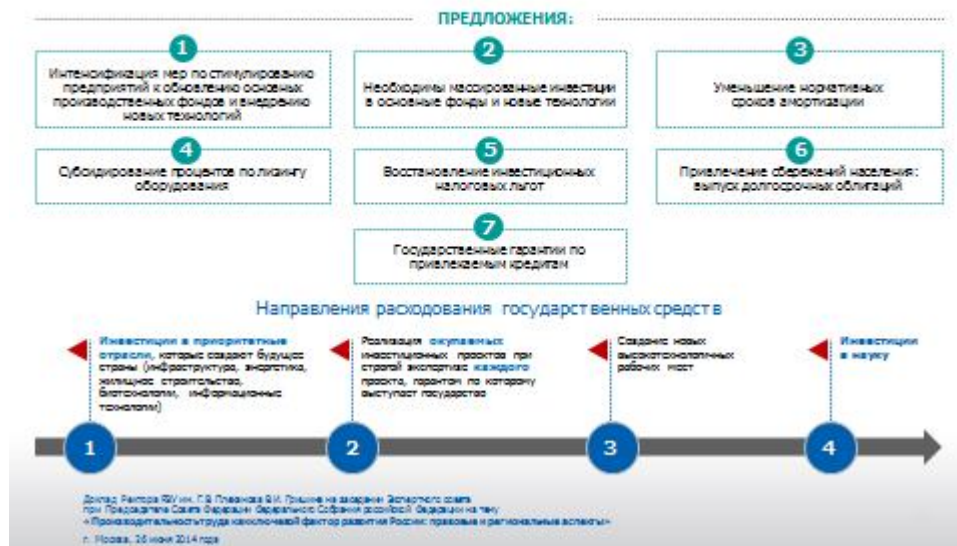 ПРЕДЛОЖЕНИЯ:
1
Интенсификация мер по стимулированию
предприятий к обновлению основных
производственных фондов и внедрению
новых технологий
2
Необходимы массированные инвестиции
в основные фонды и новые технологии
3
Уменьшение нормативных
сроков амортизации
4
Субсидирование процентов по лизингу
оборудования
5
Восстановление инвестиционных
налоговых льгот
6
Привлечение сбережений населения:
выпуск долгосрочных облигаций
7
Государственные гарантии по
привлекаемым кредитам
Направления расходования государственных средств
Инвестиции в приоритетные
отрасли, которые создают будущее
страны (инфраструктура, энергетика,
жилищное строительство,
биотехнологии, информационные
технологии)
Реализация окупаемых
инвестиционных проектов при
строгой экспертизе каждого
проекта, гарантом по которому
выступает государство
Создание новых
высокотехнологичных
рабочих мест
Инвестиции
в науку
1
2
3
4
Доклад Ректора РЭУ им. Г.В. Плеханова В.И. Гришина на заседании Экспертного совета
при Председателе Совета Федерации Федерального Собрания российской Федерации на тему
«Производительность труда как ключевой фактор развития России: правовые и региональные аспекты»
г. Москва, 26 июня 2014 года